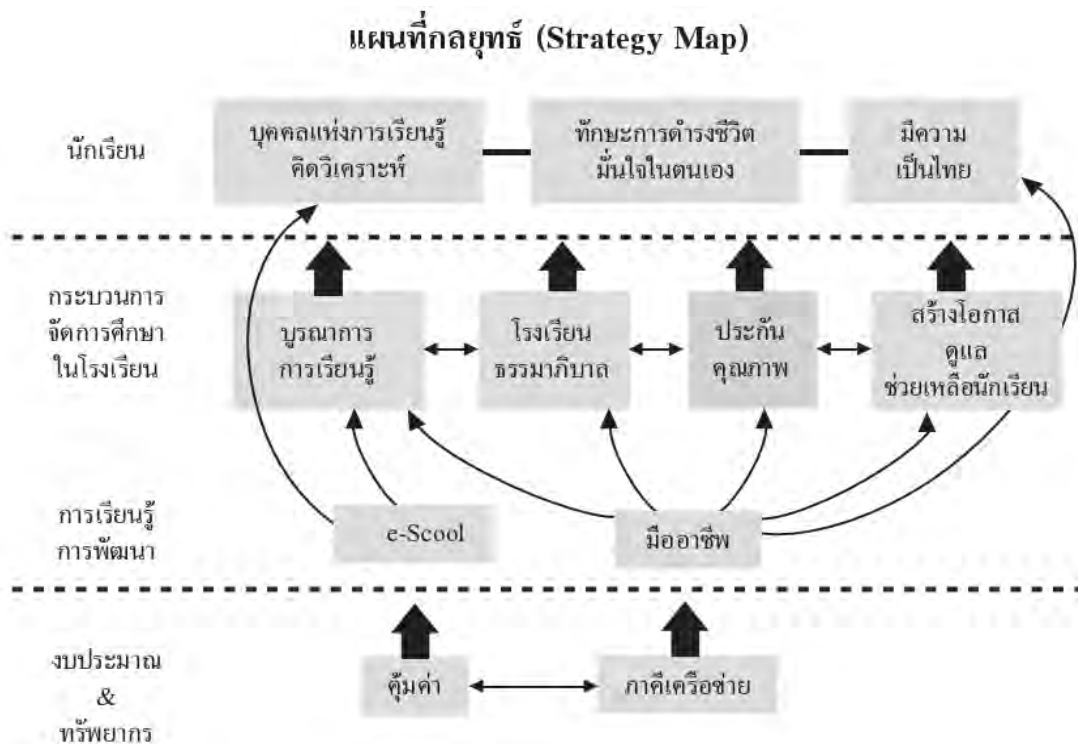 แผนที่กลยุทธ์ (Strategy Map)
นักเรียน
บุคคลแห่งการเรียนรู้
คิดวิเคราะห์
ทักษะการดำรงชีวิต
มั่นใจในตนเอง
มีความ
เป็นไทย
กระบวนการ
จัดการศึกษา
ในโรงเรียน
บูรณาการ
การเรียนรู้
โรงเรียน
ธรรมาภิบาล
ประกัน
คุณภาพ
สร้างโอกาส
ดูแล
ช่วยเหลือนักเรียน
การเรียนรู้
การพัฒนา
e-Scool
มืออาชีพ
งบประมาณ
&
ทรัพยากร
คุ้มค่า
ภาคีเครือข่าย